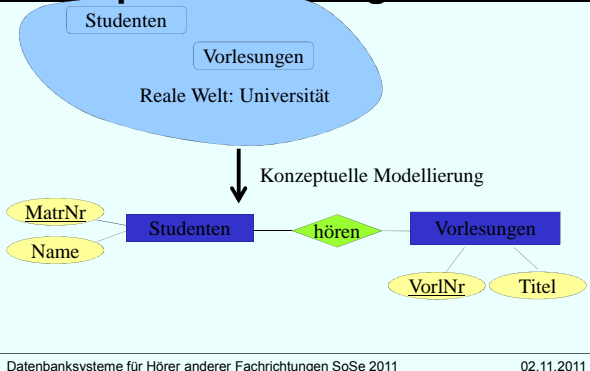 Studenten
Vorlesungen
Reale Welt: Universität
Konzeptuelle Modellierung
MatrNr
Studenten
hören
Vorlesungen
Name
VorlNr
Titel
Datenbanksysteme für Hörer anderer Fachrichtungen SoSe 2011
02.11.2011